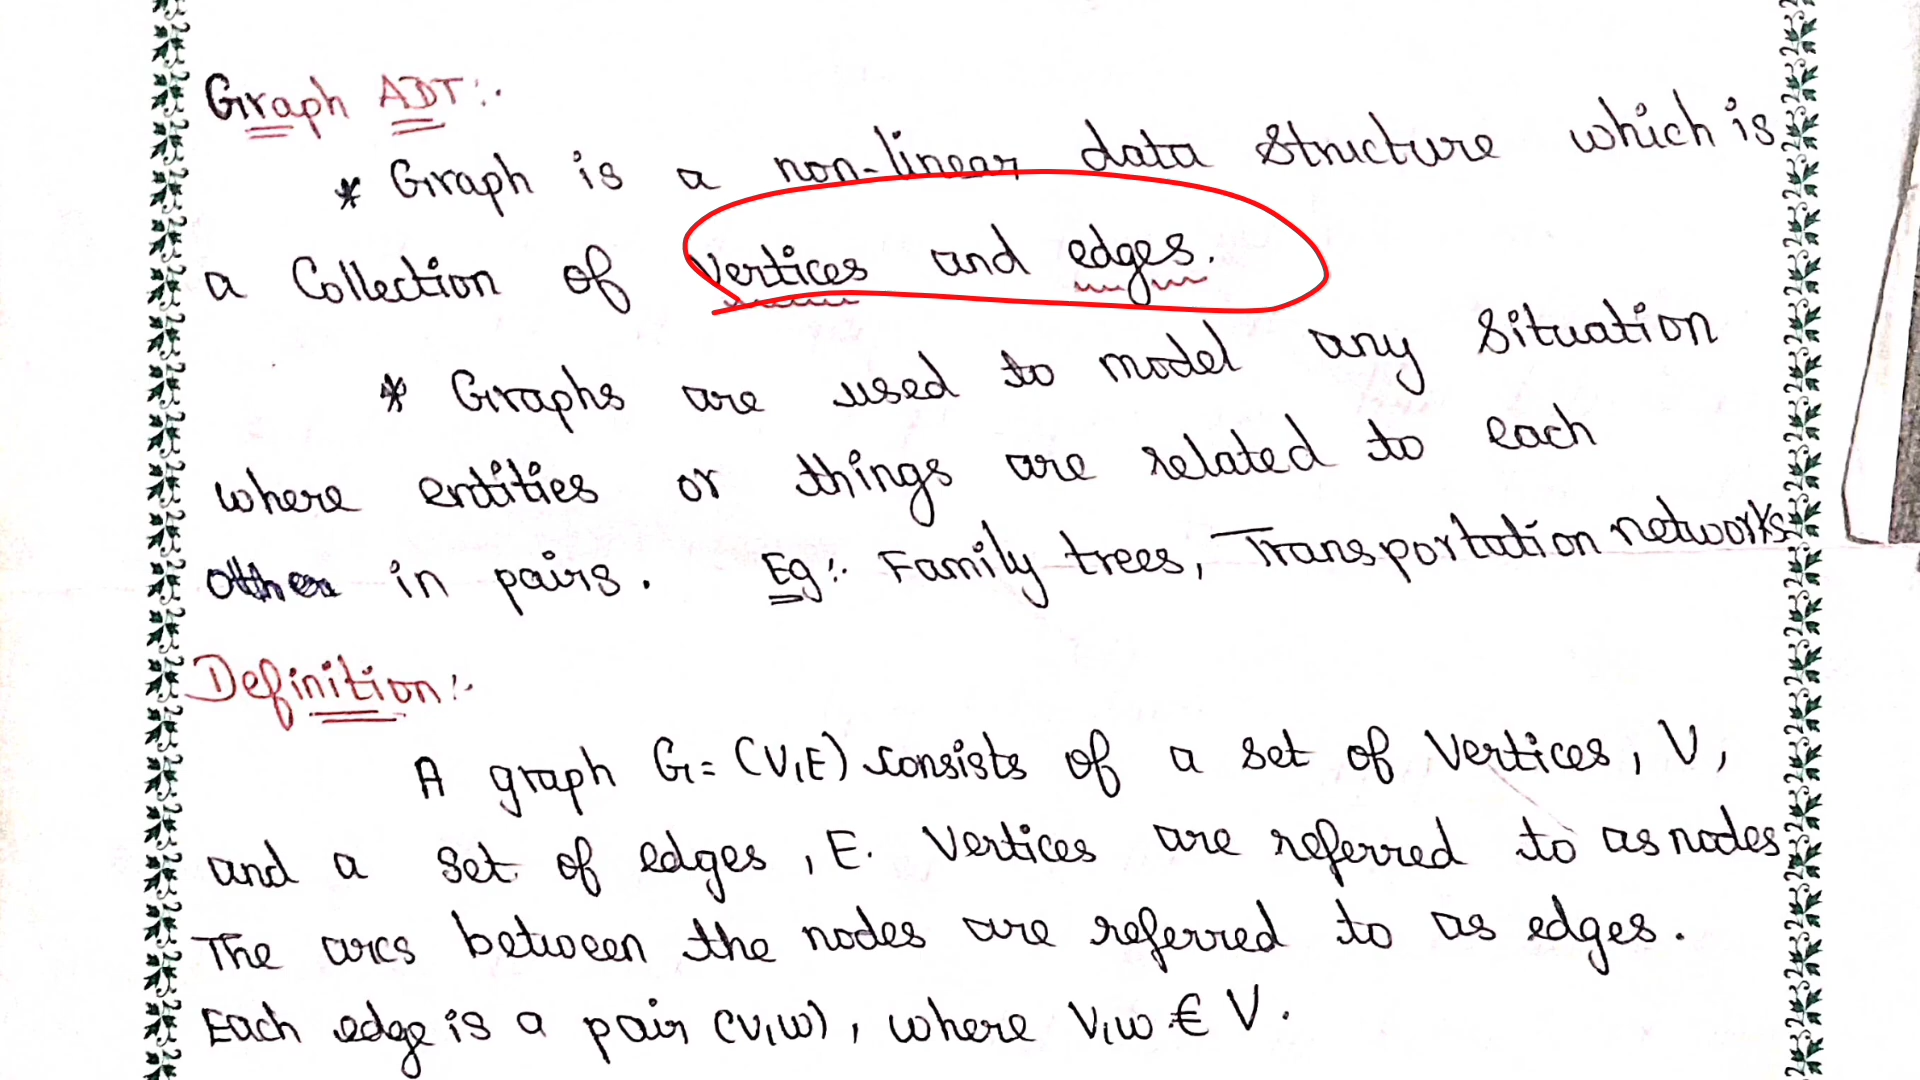 Graph ADT:-
* Graph is a non-linear data structure which is
a Collection of Vertices and edges.
* Graphs are used to model any situation
where entities or things are related to each
other in pairs. Eg:- Family trees, Transportation networks
Definition:-
A graph G = (V,E) consists of a set of Vertices, V,
and a set of edges, E. Vertices are referred to as nodes
The arcs between the nodes are referred to as edges.
Each edge is a pair (v,w), where v,w € V.